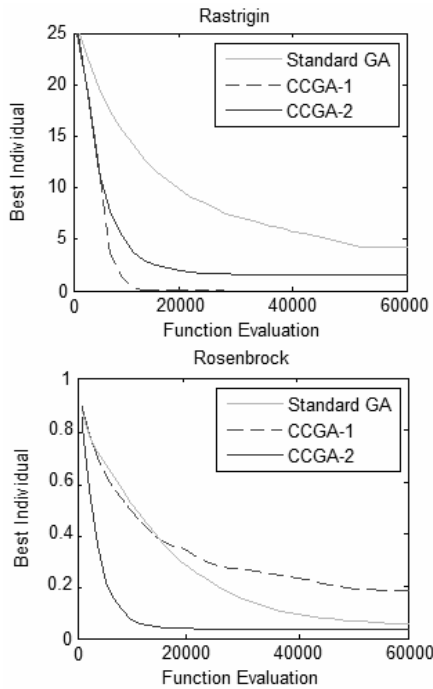 Rastrigin
25
20
15
10
5
0
Best Individual
Standard GA
CCGA-1
CCGA-2
0
20000
40000
60000
Function Evaluation
Rosenbrock
1
0.8
0.6
0.4
0.2
0
Best Individual
Standard GA
CCGA-1
CCGA-2
0
20000
40000
60000
Function Evaluation